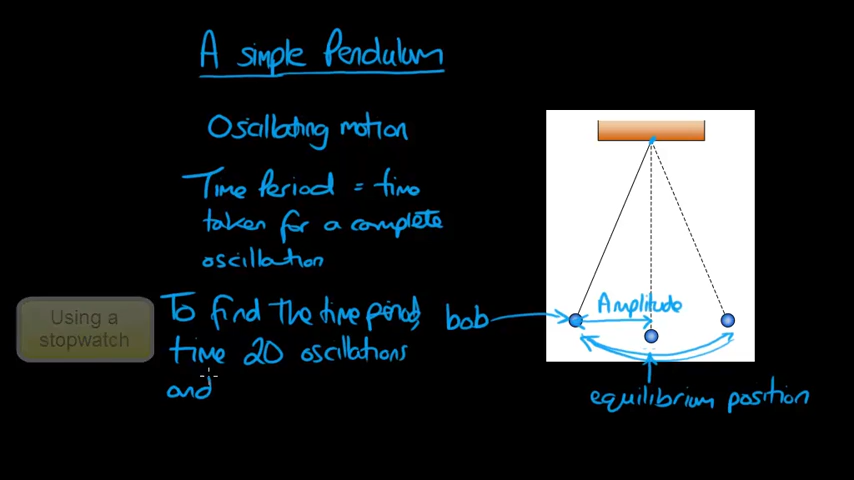 A simple Pendulum
Oscillating motion
Time Period = time
taken for a complete
oscillation
To find the time period,
time 20 oscillations
and
Using a
stopwatch
bob
Amplitude
equilibrium position